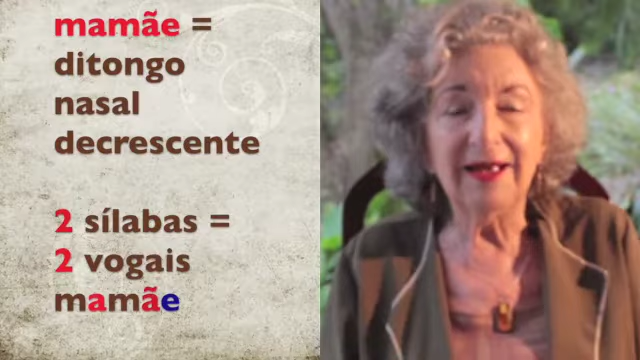 mamãe =
ditongo
nasal
decrescente
2 sílabas =
2 vogais
mamãe